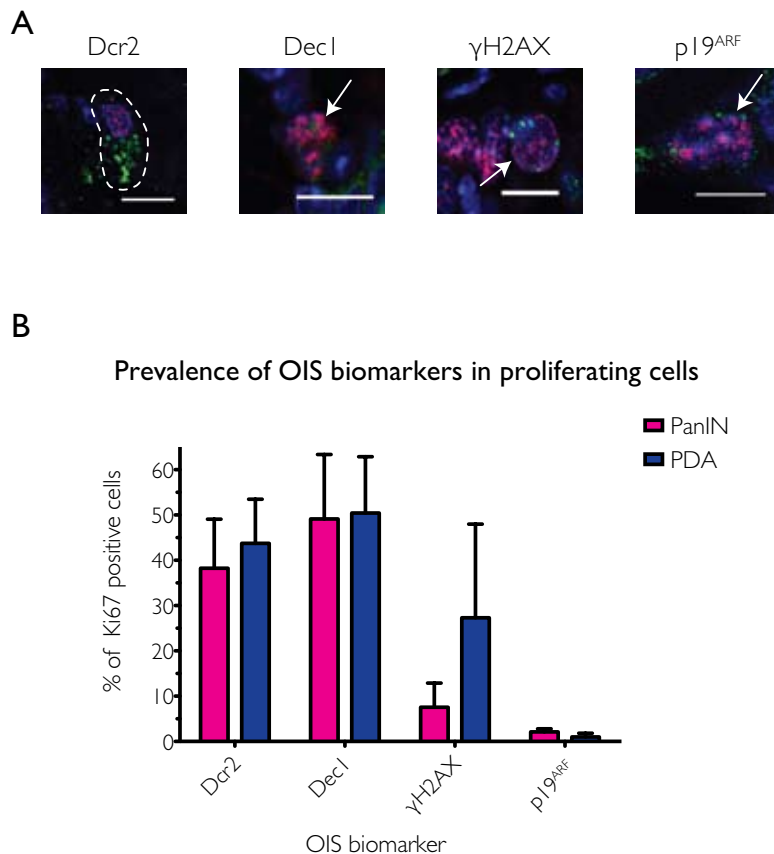 A
Dcr2
Dec1
γH2AX
p19ARF
B
Prevalence of OIS biomarkers in proliferating cells
PanIN
PDA
% of Ki67 positive cells
60
50
40
30
20
10
0
Dcr2
Dec1
γH2AX
p19ARF
OIS biomarker